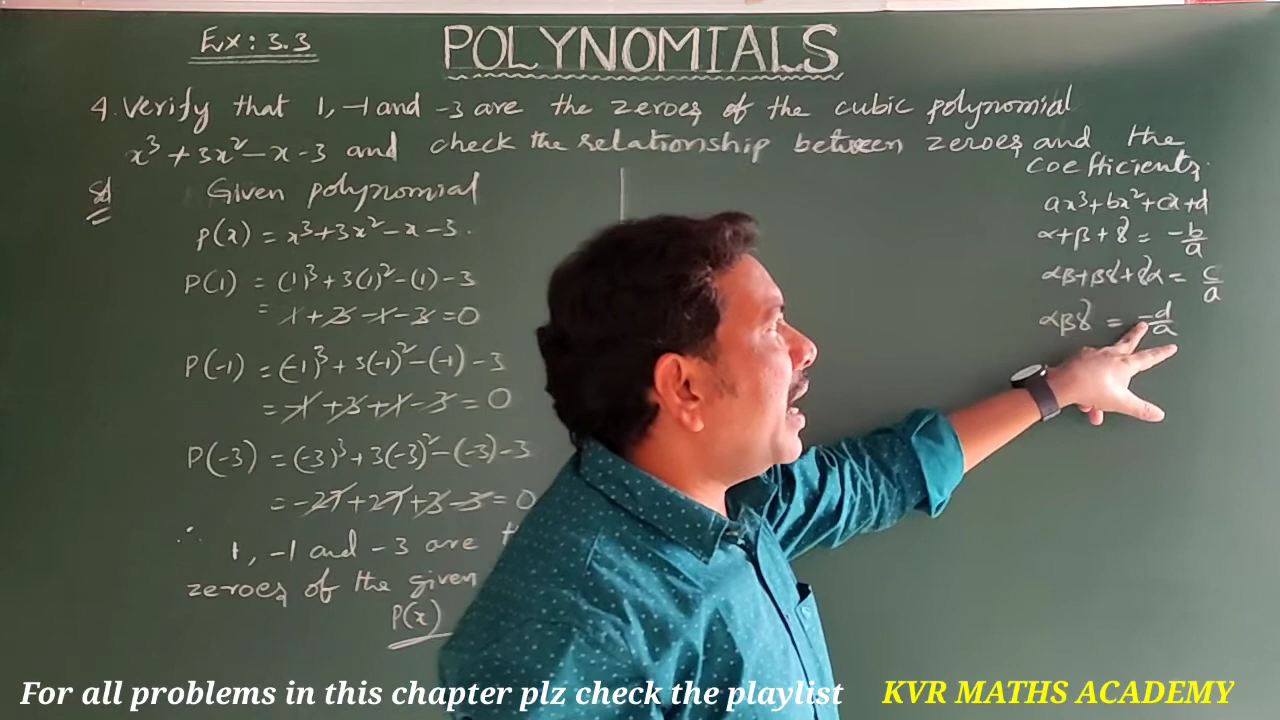 Ex: 3.3
POLYNOMIALS
4. Verify that 1, -1 and -3 are the zeroes of the cubic polynomial
x³ + 3x² - x - 3 and check the relationship between zeroes and the
coefficients.
Sol
Given polynomial
P(x) = x³+3x²-x-3.
P(1) = (1)³+3(1)²-(1)-3
= 1+3-1-3=0
P(-1) = (-1)³+3(-1)²-(-1)-3
= -1+3+1-3=0
P(-3) = (-3)³+3(-3)²-(-3)-3
= -27+27+3-3=0
∴ 1, -1 and -3 are
zeroes of the given
P(x)
ax³+bx²+cx+d
α+β+γ = -b/a
αβ+βγ+γα = c/a
αβγ = -d/a
For all problems in this chapter plz check the playlist
KVR MATHS ACADEMY